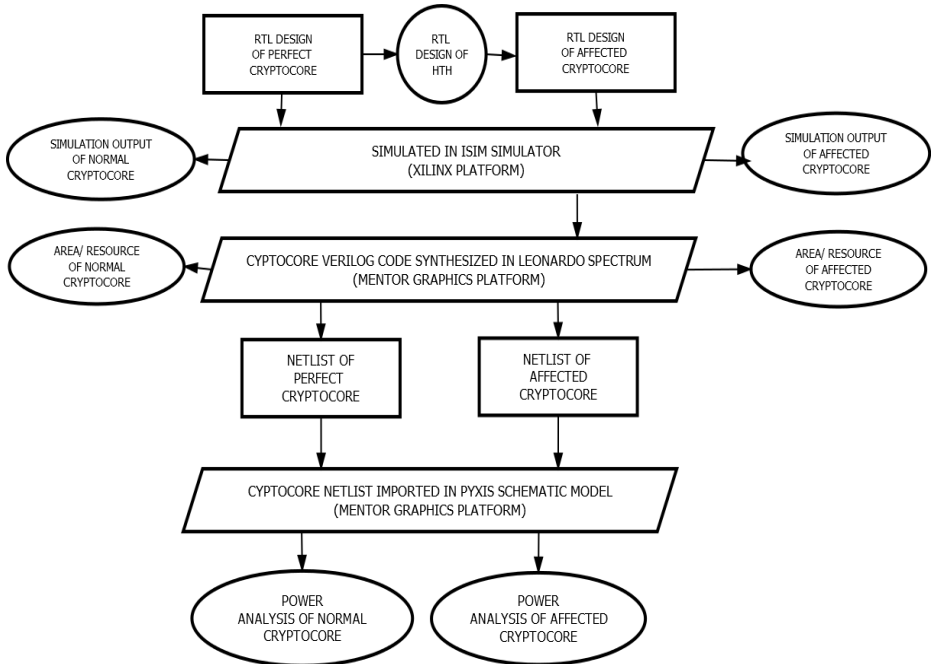 RTL DESIGN
OF PERFECT
CRYPTOCORE
RTL
DESIGN OF
HTH
RTL DESIGN
OF AFFECTED
CRYPTOCORE
SIMULATION OUTPUT
OF NORMAL
CRYPTOCORE
SIMULATED IN ISIM SIMULATOR
(XILINX PLATFORM)
SIMULATION OUTPUT
OF AFFECTED
CRYPTOCORE
AREA/ RESOURCE
OF NORMAL
CRYPTOCORE
CYPTOCORE VERILOG CODE SYNTHESIZED IN LEONARDO SPECTRUM
(MENTOR GRAPHICS PLATFORM)
AREA/ RESOURCE
OF AFFECTED
CRYPTOCORE
NETLIST OF
PERFECT
CRYPTOCORE
NETLIST OF
AFFECTED
CRYPTOCORE
CYPTOCORE NETLIST IMPORTED IN PYXIS SCHEMATIC MODEL
(MENTOR GRAPHICS PLATFORM)
POWER
ANALYSIS OF NORMAL
CRYPTOCORE
POWER
ANALYSIS OF AFFECTED
CRYPTOCORE